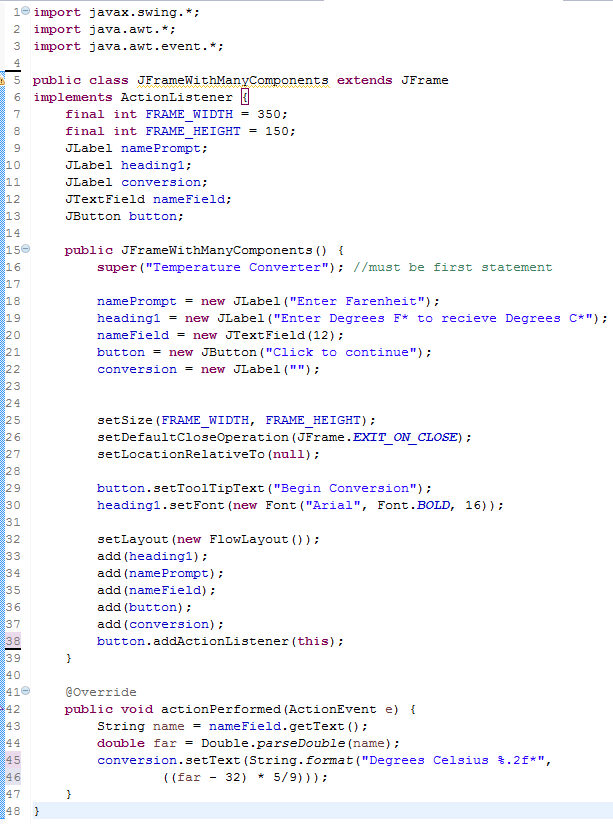 1 import javax.swing.*;
2 import java.awt.*;
3 import java.awt.event.*;
4
5 public class JFrameWithManyComponents extends JFrame
6 implements ActionListener {
7     final int FRAME_WIDTH = 350;
8     final int FRAME_HEIGHT = 150;
9     JLabel namePrompt;
10     JLabel heading1;
11     JLabel conversion;
12     JTextField nameField;
13     JButton button;
14
15     public JFrameWithManyComponents() {
16         super("Temperature Converter"); //must be first statement
17
18         namePrompt = new JLabel("Enter Farenheit");
19         heading1 = new JLabel("Enter Degrees F* to recieve Degrees C*");
20         nameField = new JTextField(12);
21         button = new JButton("Click to continue");
22         conversion = new JLabel("");
23
24
25         setSize(FRAME_WIDTH, FRAME_HEIGHT);
26         setDefaultCloseOperation(JFrame.EXIT_ON_CLOSE);
27         setLocationRelativeTo(null);
28
29         button.setToolTipText("Begin Conversion");
30         heading1.setFont(new Font("Arial", Font.BOLD, 16));
31
32         setLayout(new FlowLayout());
33         add(heading1);
34         add(namePrompt);
35         add(nameField);
36         add(button);
37         add(conversion);
38         button.addActionListener(this);
39     }
40
41     @Override
42     public void actionPerformed(ActionEvent e) {
43         String name = nameField.getText();
44         double far = Double.parseDouble(name);
45         conversion.setText(String.format("Degrees Celsius %.2f*",
46                 ((far - 32) * 5/9)));
47     }
48 }